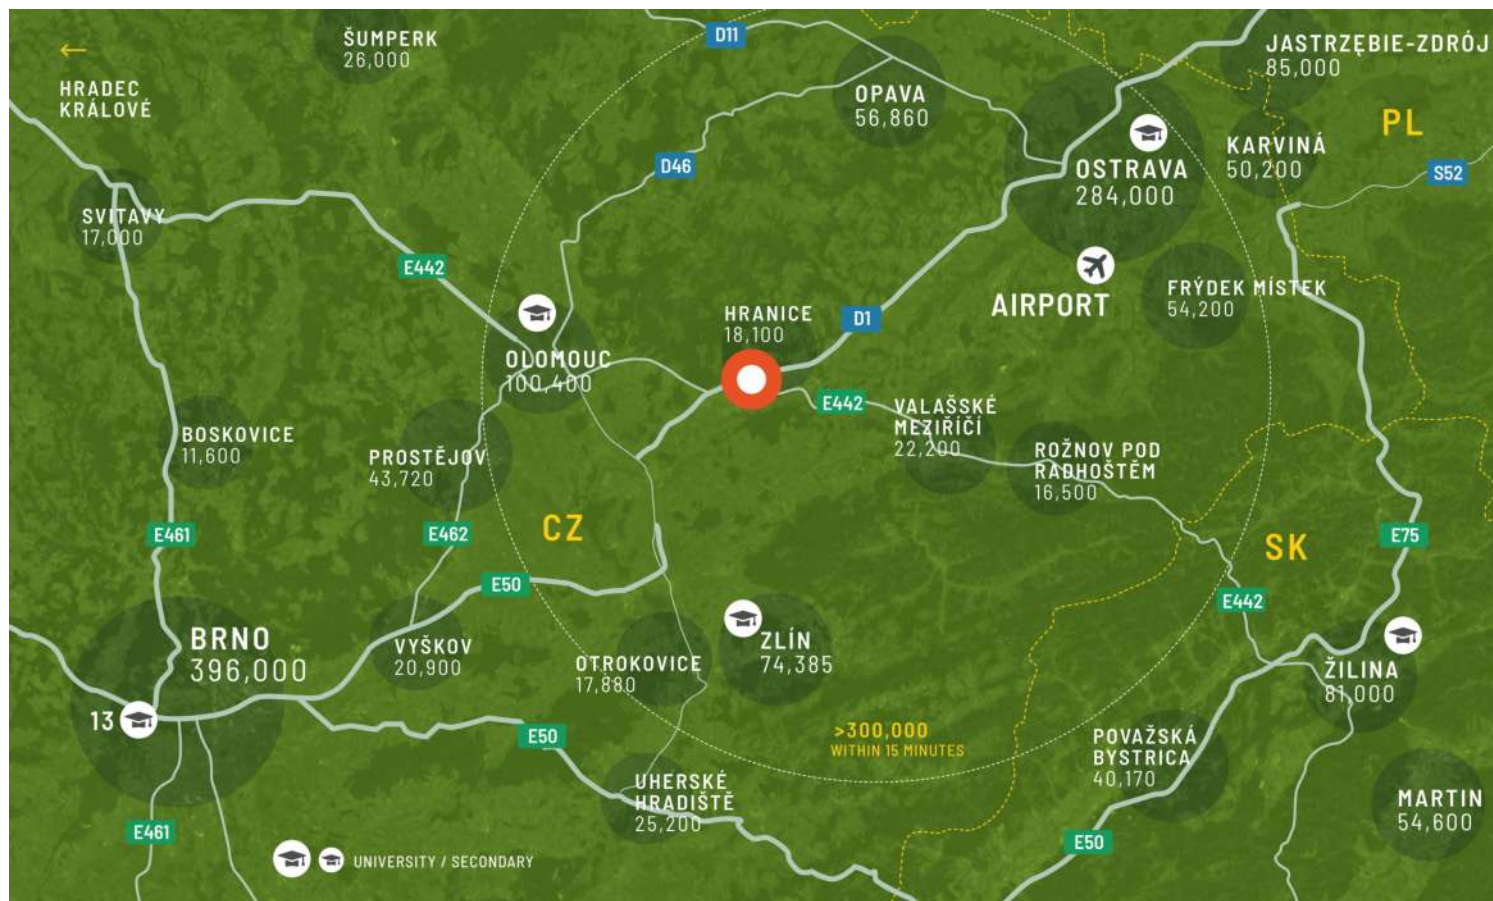 ŠUMPERK
26,000
D11
JASTRZĘBIE-ZDRÓJ
85,000
HRADEC
KRÁLOVÉ
OPAVA
56,860
PL
KARVINÁ
50,200
D46
OSTRAVA
284,000
S52
SVITAVY
17,000
E442
AIRPORT
FRÝDEK MÍSTEK
54,200
HRANICE
18,100
D1
OLOMOUC
100,400
E442
VALAŠSKÉ
MEZIŘÍČÍ
22,200
BOSKOVICE
11,600
PROSTĚJOV
43,720
ROŽNOV POD
RADHOŠTĚM
16,500
E461
E462
CZ
SK
E75
E50
E442
BRNO
396,000
VYŠKOV
20,900
OTROKOVICE
17,880
ZLÍN
74,385
ŽILINA
81,000
13
E50
>300,000
WITHIN 15 MINUTES
POVAŽSKÁ
BYSTRICA
40,170
UHERSKÉ
HRADIŠTĚ
25,200
MARTIN
54,600
E461
E50
UNIVERSITY / SECONDARY